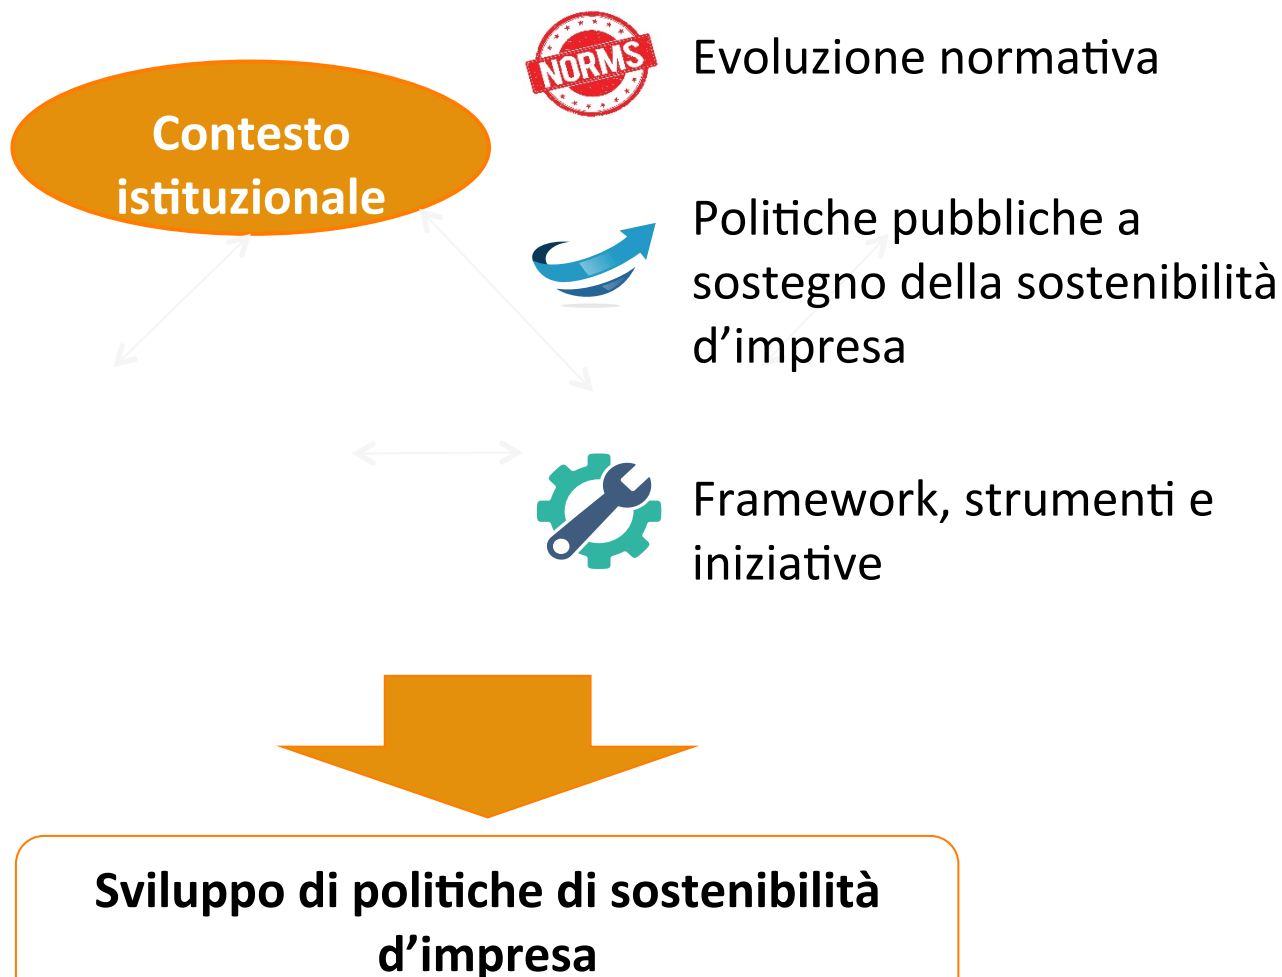 NORMS
Evoluzione normativa
Contesto
istituzionale
Politiche pubbliche a
sostegno della sostenibilità
d’impresa
Framework, strumenti e
iniziative
Sviluppo di politiche di sostenibilità
d’impresa